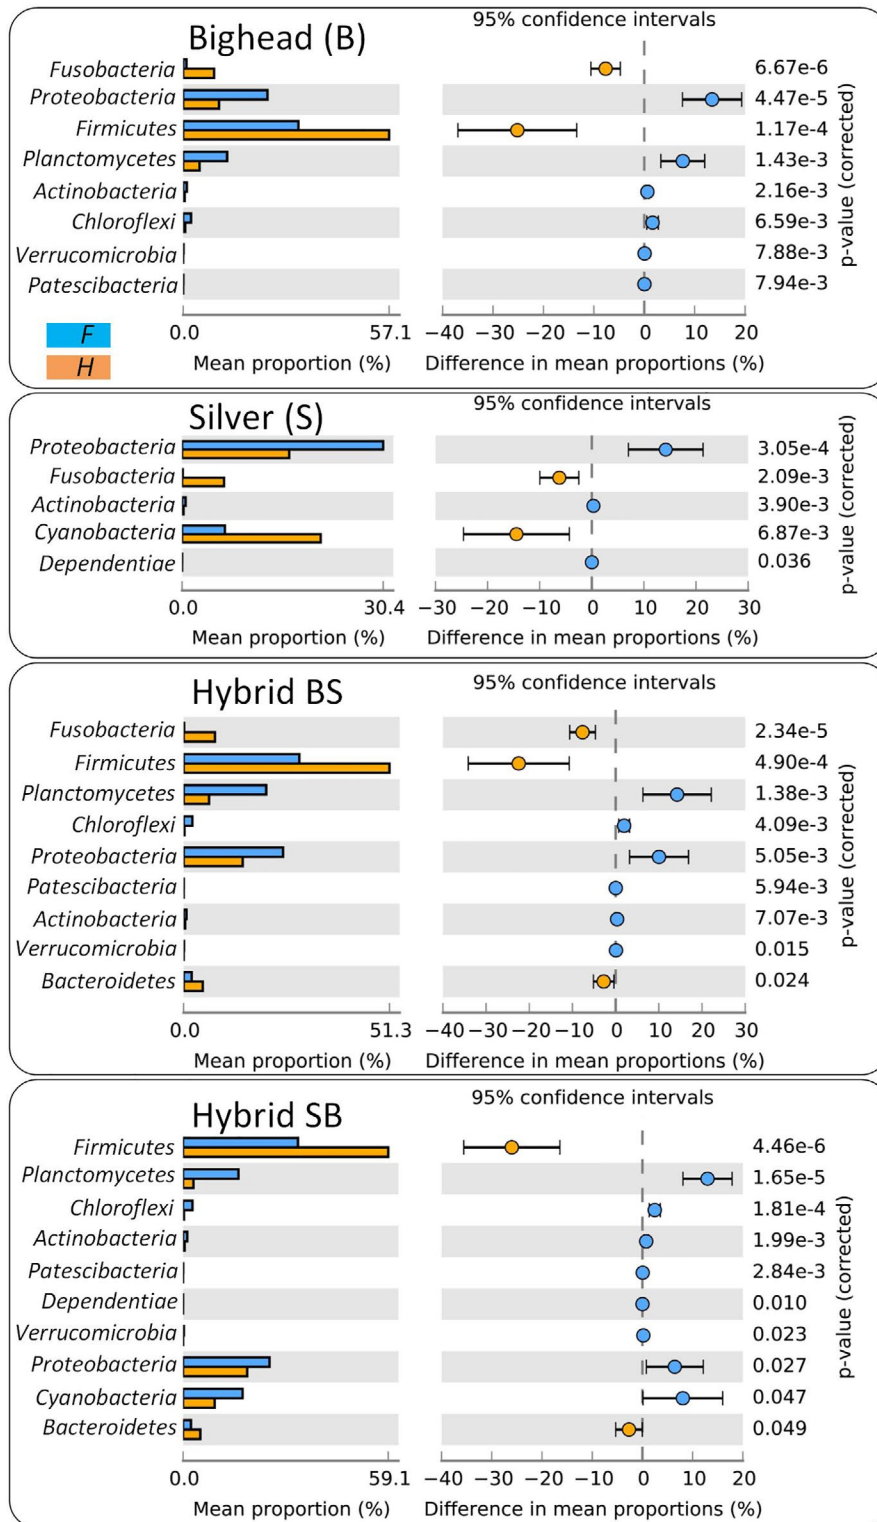 Bighead (B)
95% confidence intervals
Fusobacteria 6.67e-6
Proteobacteria 4.47e-5
Firmicutes 1.17e-4
Planctomycetes 1.43e-3
Actinobacteria 2.16e-3
Chloroflexi 6.59e-3
Verrucomicrobia 7.88e-3
Patescibacteria 7.94e-3
p-value (corrected)
F
H
0.0 57.1 −40 −30 −20 −10 0 10 20
Mean proportion (%) Difference in mean proportions (%)
Silver (S)
95% confidence intervals
Proteobacteria 3.05e-4
Fusobacteria 2.09e-3
Actinobacteria 3.90e-3
Cyanobacteria 6.87e-3
Dependentiae 0.036
p-value (corrected)
0.0 30.4 −30 −20 −10 0 10 20 30
Mean proportion (%) Difference in mean proportions (%)
Hybrid BS
95% confidence intervals
Fusobacteria 2.34e-5
Firmicutes 4.90e-4
Planctomycetes 1.38e-3
Chloroflexi 4.09e-3
Proteobacteria 5.05e-3
Patescibacteria 5.94e-3
Actinobacteria 7.07e-3
Verrucomicrobia 0.015
Bacteroidetes 0.024
p-value (corrected)
0.0 51.3 −40 −30 −20 −10 0 10 20 30
Mean proportion (%) Difference in mean proportions (%)
Hybrid SB
95% confidence intervals
Firmicutes 4.46e-6
Planctomycetes 1.65e-5
Chloroflexi 1.81e-4
Actinobacteria 1.99e-3
Patescibacteria 2.84e-3
Dependentiae 0.010
Verrucomicrobia 0.023
Proteobacteria 0.027
Cyanobacteria 0.047
Bacteroidetes 0.049
p-value (corrected)
0.0 59.1 −40 −30 −20 −10 0 10 20
Mean proportion (%) Difference in mean proportions (%)